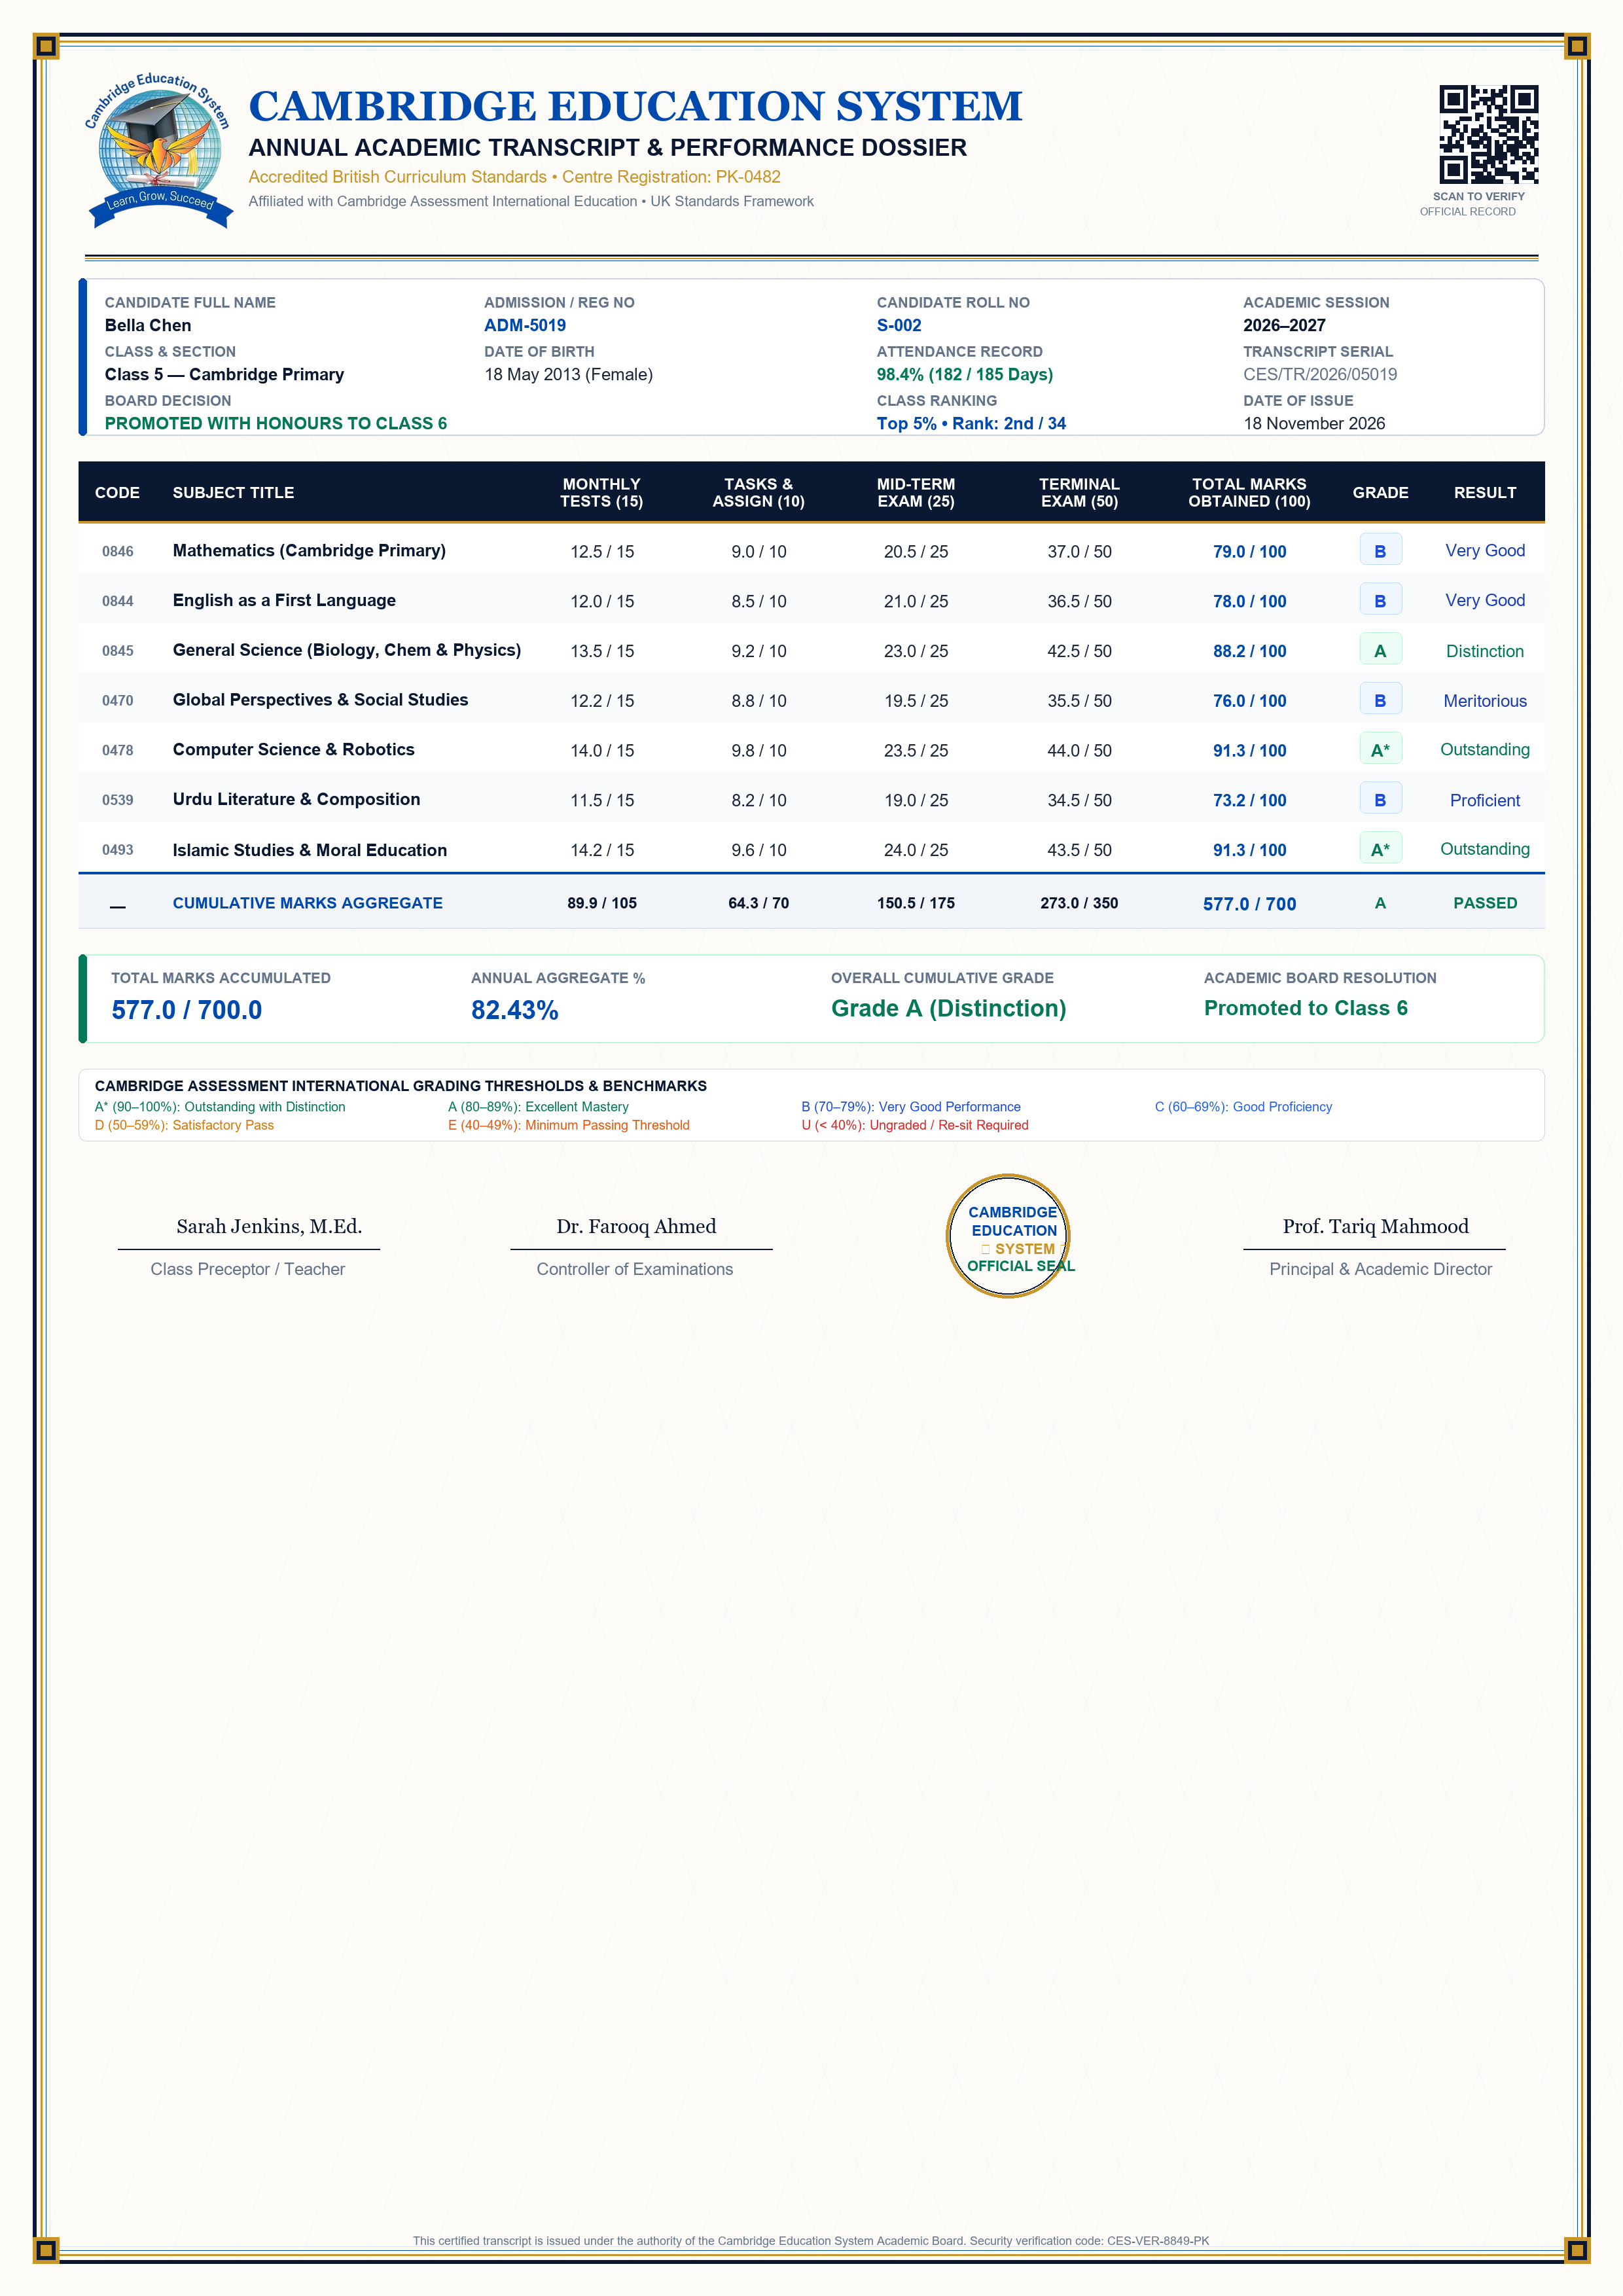 Cambridge Education System
Learn, Grow, Succeed
CAMBRIDGE EDUCATION SYSTEM
ANNUAL ACADEMIC TRANSCRIPT & PERFORMANCE DOSSIER
Accredited British Curriculum Standards • Centre Registration: PK-0482
Affiliated with Cambridge Assessment International Education • UK Standards Framework
SCAN TO VERIFY
OFFICIAL RECORD
CANDIDATE FULL NAME ADMISSION / REG NO CANDIDATE ROLL NO ACADEMIC SESSION
Bella Chen ADM-5019 S-002 2026–2027
CLASS & SECTION DATE OF BIRTH ATTENDANCE RECORD TRANSCRIPT SERIAL
Class 5 — Cambridge Primary 18 May 2013 (Female) 98.4% (182 / 185 Days) CES/TR/2026/05019
BOARD DECISION CLASS RANKING DATE OF ISSUE
PROMOTED WITH HONOURS TO CLASS 6 Top 5% • Rank: 2nd / 34 18 November 2026
CODE SUBJECT TITLE MONTHLY TESTS (15) TASKS & ASSIGN (10) MID-TERM EXAM (25) TERMINAL EXAM (50) TOTAL MARKS OBTAINED (100) GRADE RESULT
0846 Mathematics (Cambridge Primary) 12.5 / 15 9.0 / 10 20.5 / 25 37.0 / 50 79.0 / 100 B Very Good
0844 English as a First Language 12.0 / 15 8.5 / 10 21.0 / 25 36.5 / 50 78.0 / 100 B Very Good
0845 General Science (Biology, Chem & Physics) 13.5 / 15 9.2 / 10 23.0 / 25 42.5 / 50 88.2 / 100 A Distinction
0470 Global Perspectives & Social Studies 12.2 / 15 8.8 / 10 19.5 / 25 35.5 / 50 76.0 / 100 B Meritorious
0478 Computer Science & Robotics 14.0 / 15 9.8 / 10 23.5 / 25 44.0 / 50 91.3 / 100 A* Outstanding
0539 Urdu Literature & Composition 11.5 / 15 8.2 / 10 19.0 / 25 34.5 / 50 73.2 / 100 B Proficient
0493 Islamic Studies & Moral Education 14.2 / 15 9.6 / 10 24.0 / 25 43.5 / 50 91.3 / 100 A* Outstanding
— CUMULATIVE MARKS AGGREGATE 89.9 / 105 64.3 / 70 150.5 / 175 273.0 / 350 577.0 / 700 A PASSED
TOTAL MARKS ACCUMULATED ANNUAL AGGREGATE % OVERALL CUMULATIVE GRADE ACADEMIC BOARD RESOLUTION
577.0 / 700.0 82.43% Grade A (Distinction) Promoted to Class 6
CAMBRIDGE ASSESSMENT INTERNATIONAL GRADING THRESHOLDS & BENCHMARKS
A* (90–100%): Outstanding with Distinction A (80–89%): Excellent Mastery B (70–79%): Very Good Performance C (60–69%): Good Proficiency
D (50–59%): Satisfactory Pass E (40–49%): Minimum Passing Threshold U (< 40%): Ungraded / Re-sit Required
Sarah Jenkins, M.Ed. Dr. Farooq Ahmed Prof. Tariq Mahmood
Class Preceptor / Teacher Controller of Examinations Principal & Academic Director
CAMBRIDGE
EDUCATION
SYSTEM
OFFICIAL SEAL
This certified transcript is issued under the authority of the Cambridge Education System Academic Board. Security verification code: CES-VER-8849-PK